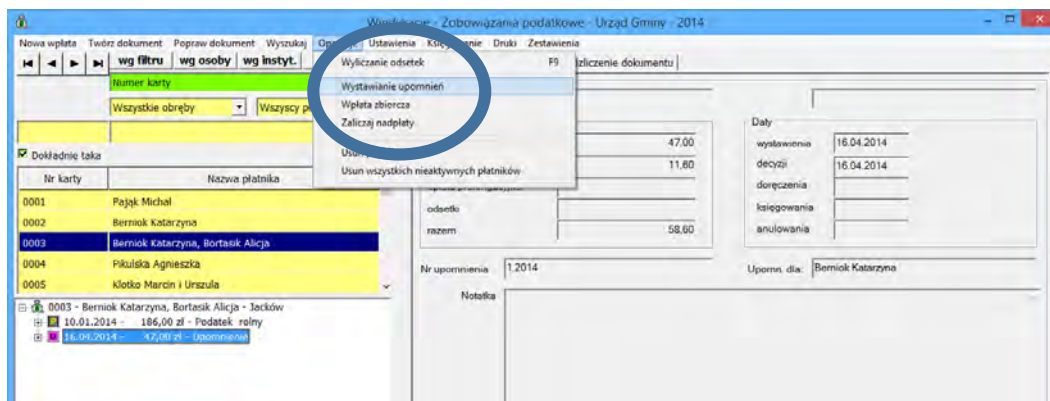 Windykacje - Zobowiązania podatkowe - Urząd Gminy - 2014
Nowa wpłata Twórz dokument Popraw dokument Wyszukaj Ustawienia Księgowanie Druki Zestawienia
wg filtru wg osoby wg instyt.
Numer karty
Wszystkie obręby Wszyscy
Dokładnie taka
Nr karty Nazwa płatnika
0001 Pająk Michał
0002 Berniok Katarzyna
0003 Berniok Katarzyna, Bortasik Alicja
0004 Pikulska Agnieszka
0005 Klotko Marcin i Urszula
0003 - Berniok Katarzyna, Bortasik Alicja - Jacków
10.01.2014 - 186,00 zł - Podatek rolny
16.04.2014 - 47,00 zł - Upomnienie
Wyliczanie odsetek F9
Wystawianie upomnień
Wpłata zbiorcza
Zaliczaj nadpłaty
Usuń
Usun wszystkich nieaktywnych płatników
dokumentu
47,00
11,60
odsetki
razem 58,60
Daty
wystawienia 16.04.2014
decyzji 16.04.2014
doręczenia
księgowania
anulowania
Nr upomnienia 1.2014
Upomn. dla: Berniok Katarzyna
Notatka